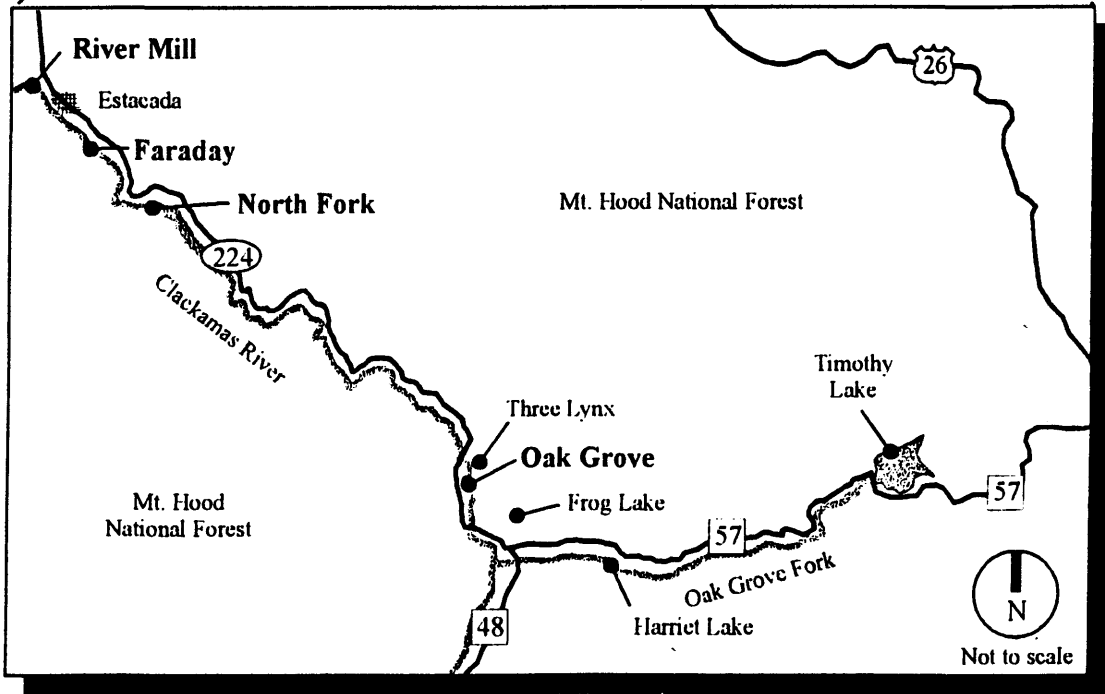 River Mill
Estacada
Faraday
North Fork
224
Clackamas River
26
Mt. Hood National Forest
Timothy
Lake
Three Lynx
Oak Grove
Frog Lake
Mt. Hood
National Forest
57
57
Oak Grove Fork
Harriet Lake
48
N
Not to scale